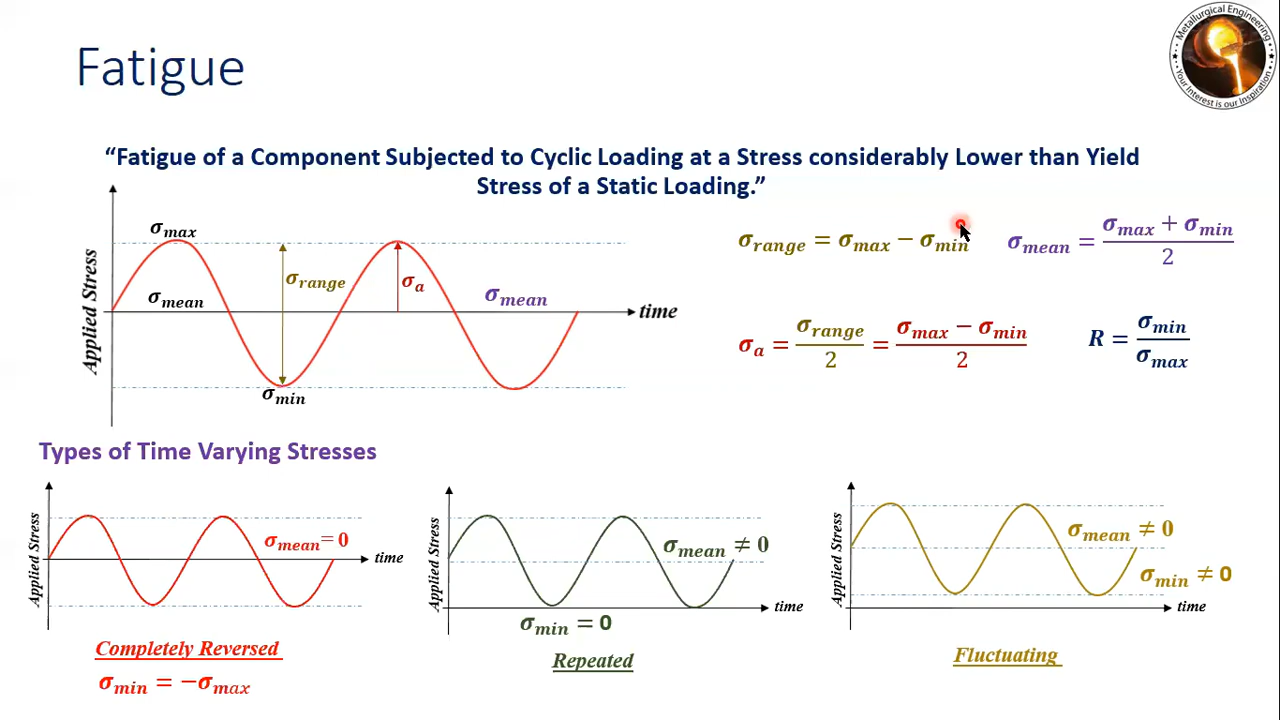 Fatigue
Metallurgical Engineering
Your Interest is our Inspiration
“Fatigue of a Component Subjected to Cyclic Loading at a Stress considerably Lower than Yield
Stress of a Static Loading.”
Applied Stress
σmax
σmean
σrange
σa
σmean
time
σmin
σrange = σmax − σmin
σmean = (σmax + σmin)/2
σa = σrange/2 = (σmax − σmin)/2
R = σmin/σmax
Types of Time Varying Stresses
Applied Stress
σmean= 0
time
Completely Reversed
σmin = −σmax
Applied Stress
σmean ≠ 0
time
σmin = 0
Repeated
Applied Stress
σmean ≠ 0
σmin ≠ 0
time
Fluctuating